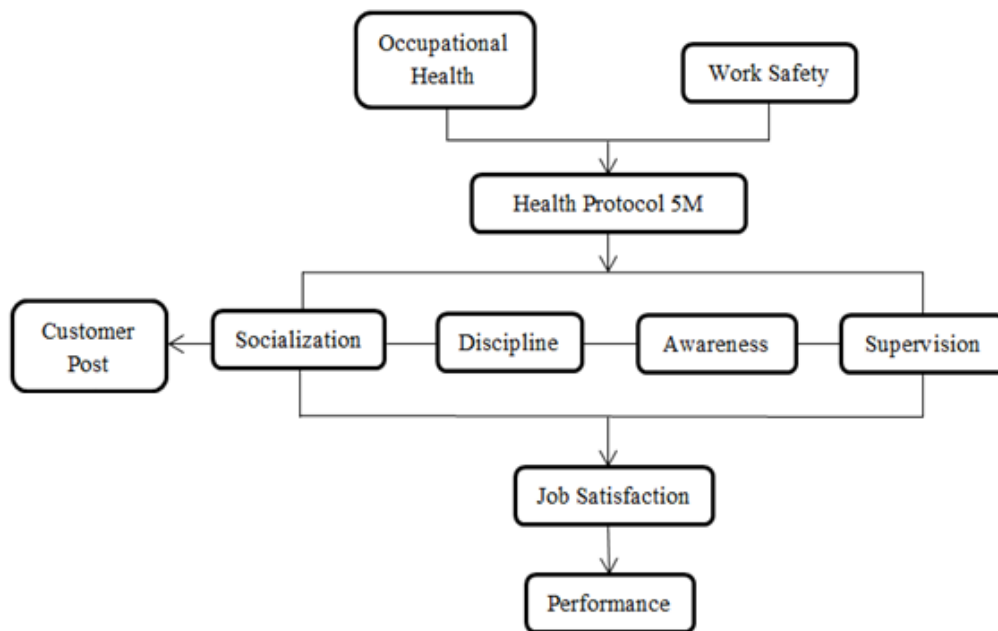 Occupational
Health
Work Safety
Health Protocol 5M
Customer
Post
Socialization
Discipline
Awareness
Supervision
Job Satisfaction
Performance